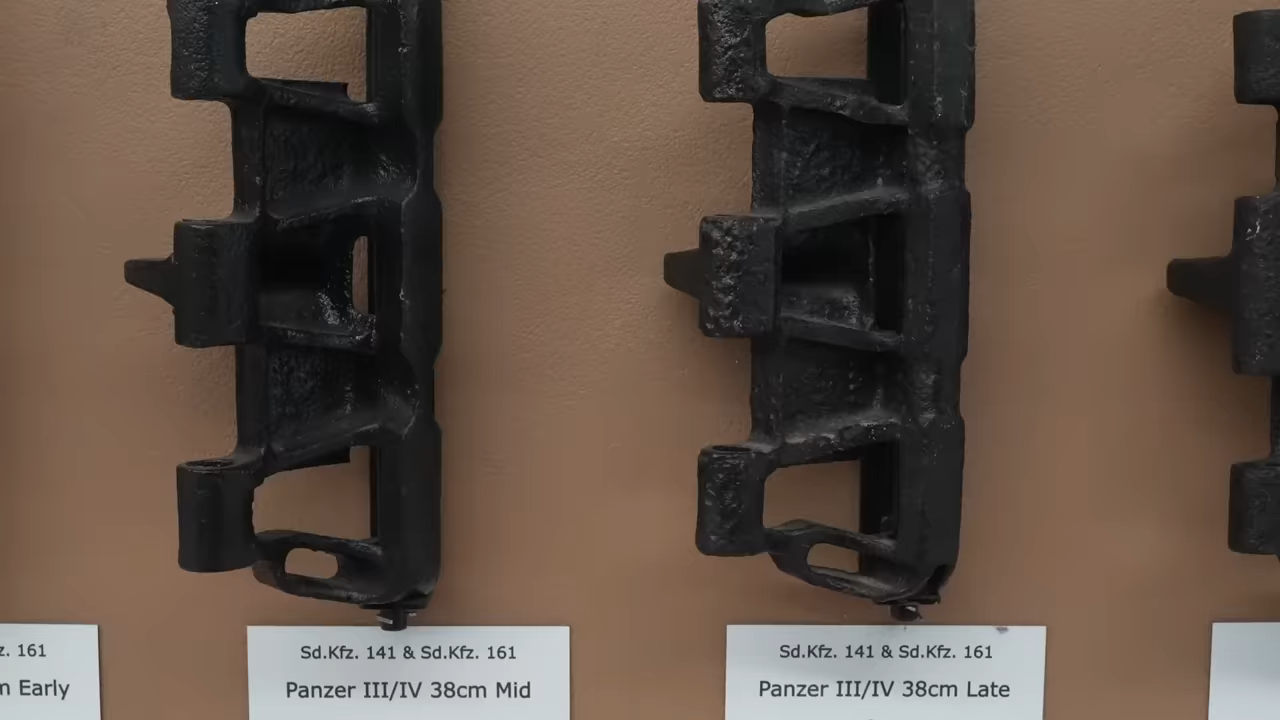 z. 161
m Early
Sd.Kfz. 141 & Sd.Kfz. 161
Panzer III/IV 38cm Mid
Sd.Kfz. 141 & Sd.Kfz. 161
Panzer III/IV 38cm Late